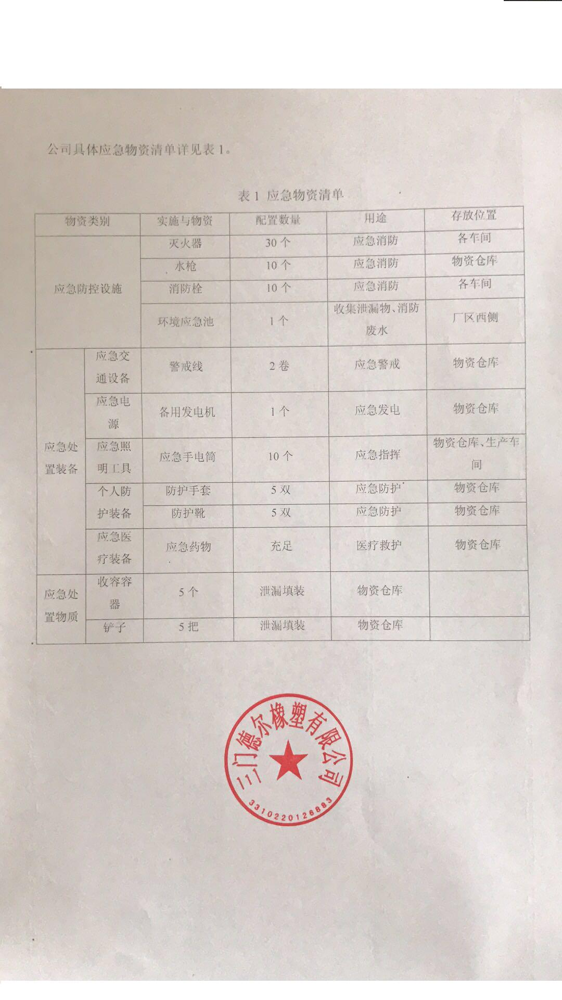 公司具体应急物资清单详见表 1。
表 1 应急物资清单
物资类别 实施与物资 配置数量 用途 存放位置
应急防控设施 灭火器 30 个 应急消防 各车间
水枪 10 个 应急消防 物资仓库
消防栓 10 个 应急消防 各车间
环境应急池 1 个 收集泄漏物、消防
废水 厂区西侧
应急处
置装备 应急交
通设备 警戒线 2 卷 应急警戒 物资仓库
应急电
源 备用发电机 1 个 应急发电 物资仓库
应急照
明工具 应急手电筒 10 个 应急指挥 物资仓库、生产车
间
个人防
护装备 防护手套 5 双 应急防护 物资仓库
防护靴 5 双 应急防护 物资仓库
应急医
疗装备 应急药物 充足 医疗救护 物资仓库
应急处
置物质 收容容
器 5 个 泄漏填装 物资仓库
铲子 5 把 泄漏填装 物资仓库
三门德尔橡塑有限公司
3310220126883